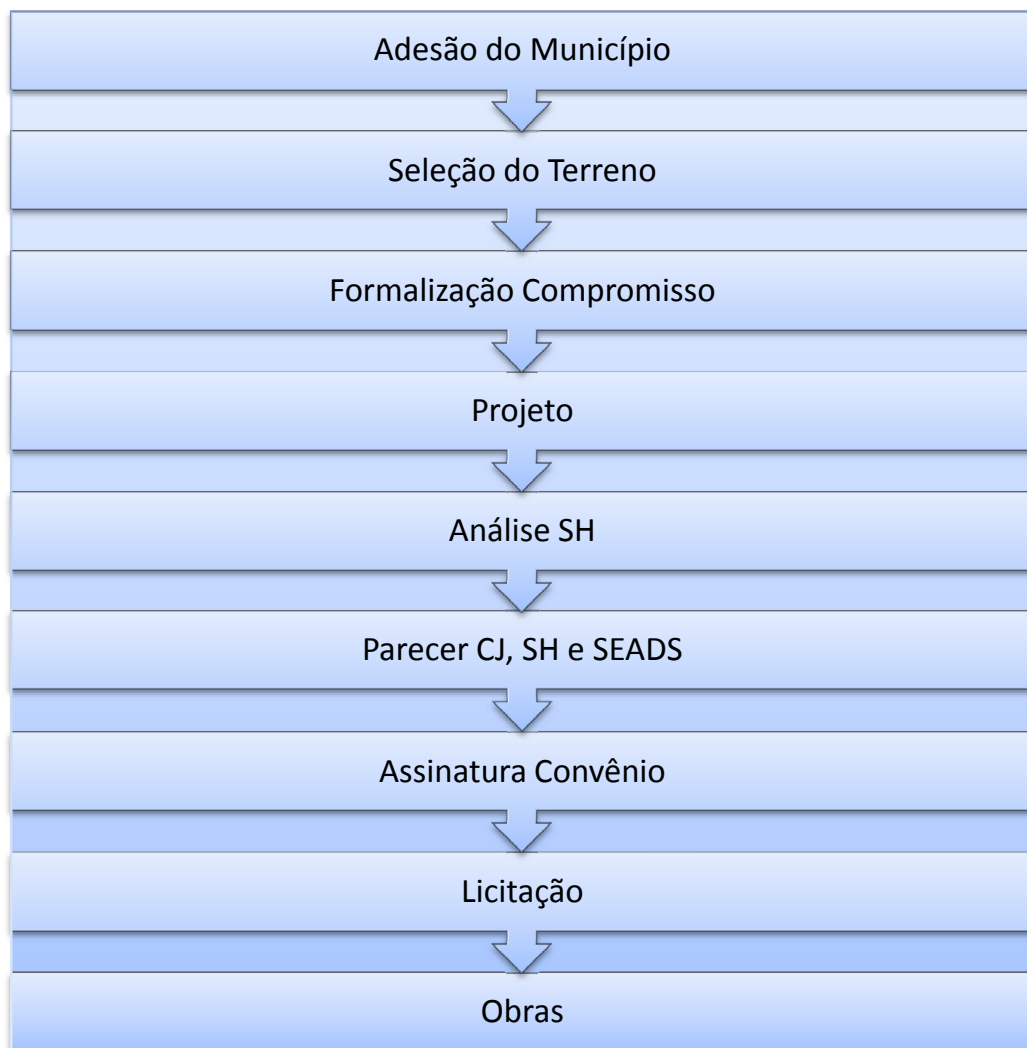 Adesão do Município
Seleção do Terreno
Formalização Compromisso
Projeto
Análise SH
Parecer CJ, SH e SEADS
Assinatura Convênio
Licitação
Obras